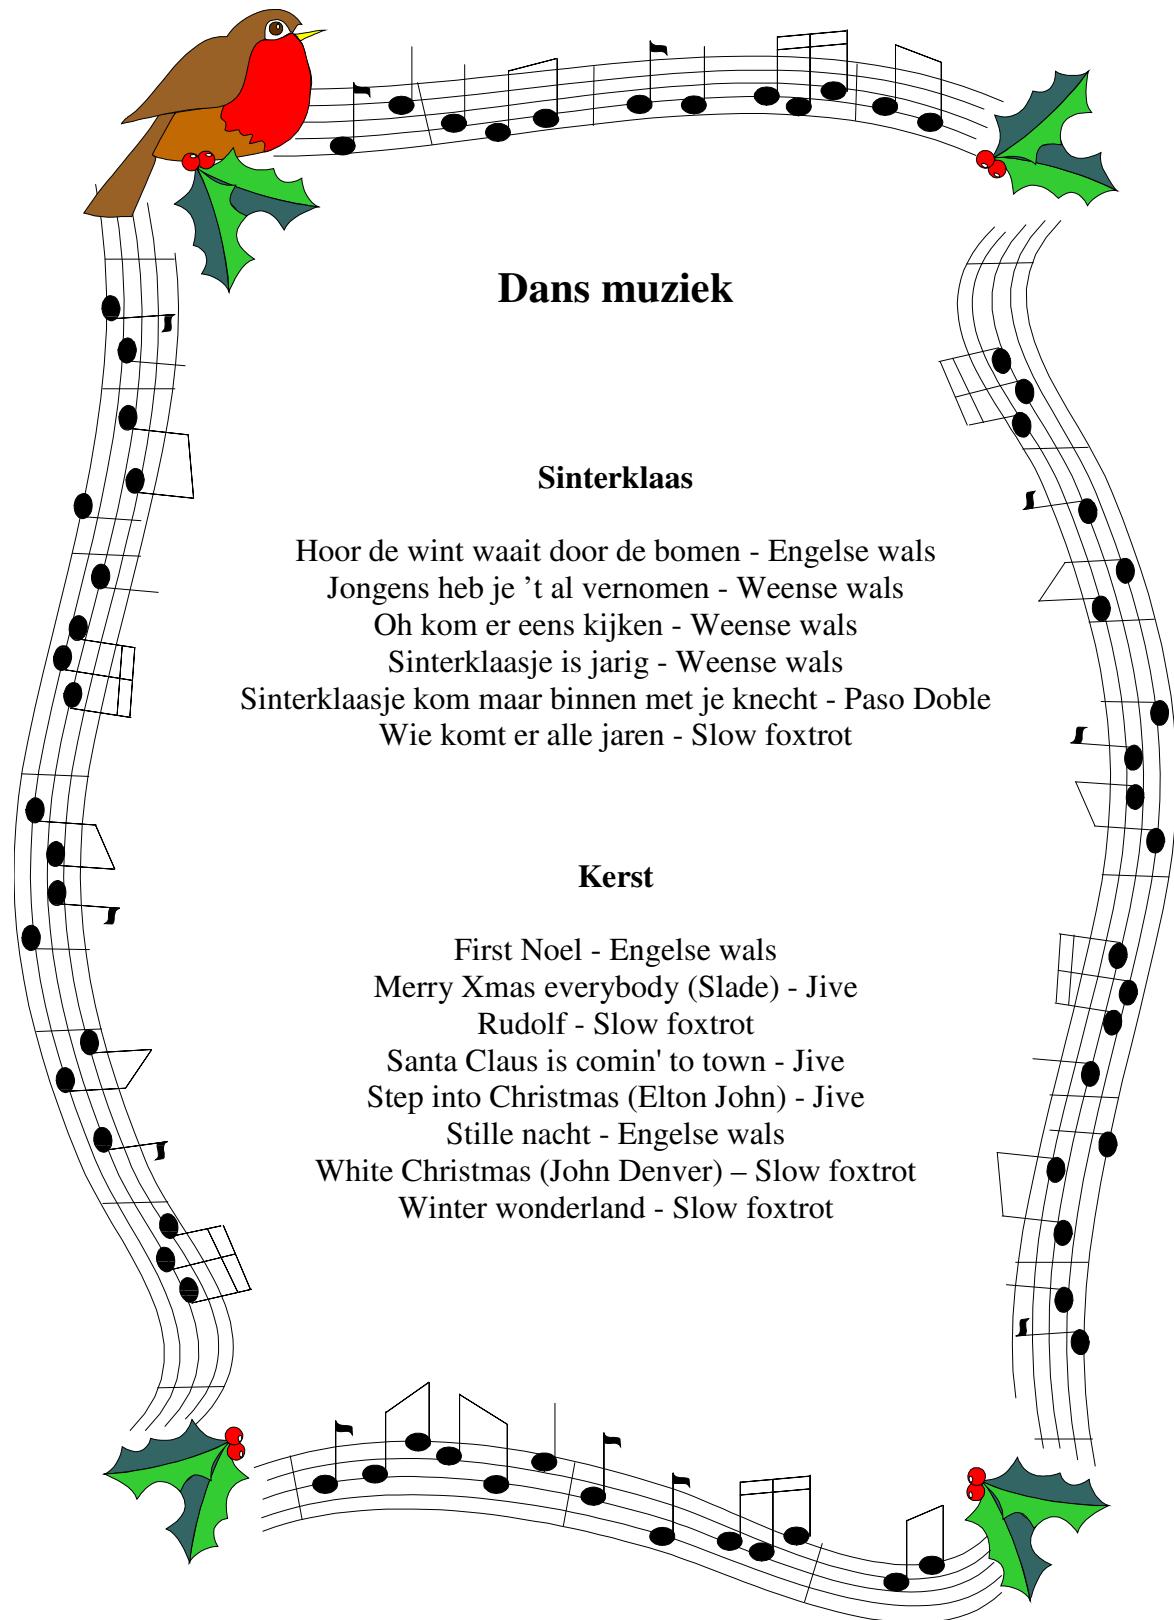 Dans muziek
Sinterklaas
Hoor de wint waait door de bomen - Engelse wals
Jongens heb je ’t al vernomen - Weense wals
Oh kom er eens kijken - Weense wals
Sinterklaasje is jarig - Weense wals
Sinterklaasje kom maar binnen met je knecht - Paso Doble
Wie komt er alle jaren - Slow foxtrot
Kerst
First Noel - Engelse wals
Merry Xmas everybody (Slade) - Jive
Rudolf - Slow foxtrot
Santa Claus is comin' to town - Jive
Step into Christmas (Elton John) - Jive
Stille nacht - Engelse wals
White Christmas (John Denver) – Slow foxtrot
Winter wonderland - Slow foxtrot